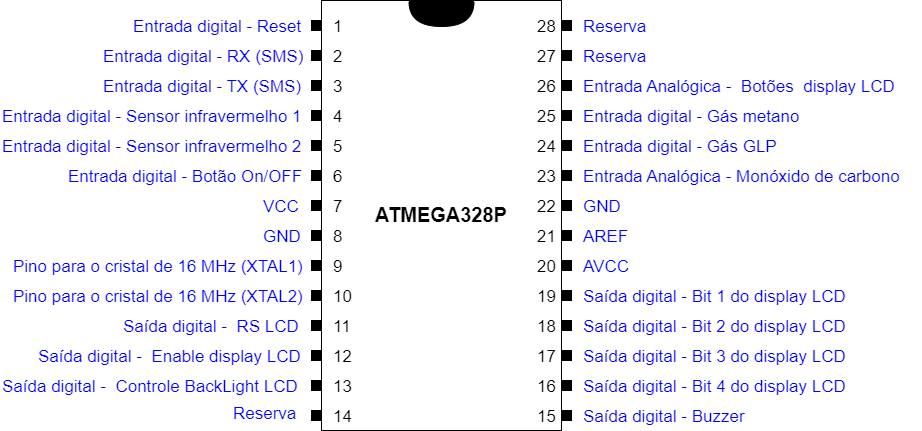 Entrada digital - Reset 1 28 Reserva
Entrada digital - RX (SMS) 2 27 Reserva
Entrada digital - TX (SMS) 3 26 Entrada Analógica - Botões display LCD
Entrada digital - Sensor infravermelho 1 4 25 Entrada digital - Gás metano
Entrada digital - Sensor infravermelho 2 5 24 Entrada digital - Gás GLP
Entrada digital - Botão On/OFF 6 23 Entrada Analógica - Monóxido de carbono
VCC 7 22 GND
ATMEGA328P
GND 8 21 AREF
Pino para o cristal de 16 MHz (XTAL1) 9 20 AVCC
Pino para o cristal de 16 MHz (XTAL2) 10 19 Saída digital - Bit 1 do display LCD
Saída digital - RS LCD 11 18 Saída digital - Bit 2 do display LCD
Saída digital - Enable display LCD 12 17 Saída digital - Bit 3 do display LCD
Saída digital - Controle BackLight LCD 13 16 Saída digital - Bit 4 do display LCD
Reserva 14 15 Saída digital - Buzzer